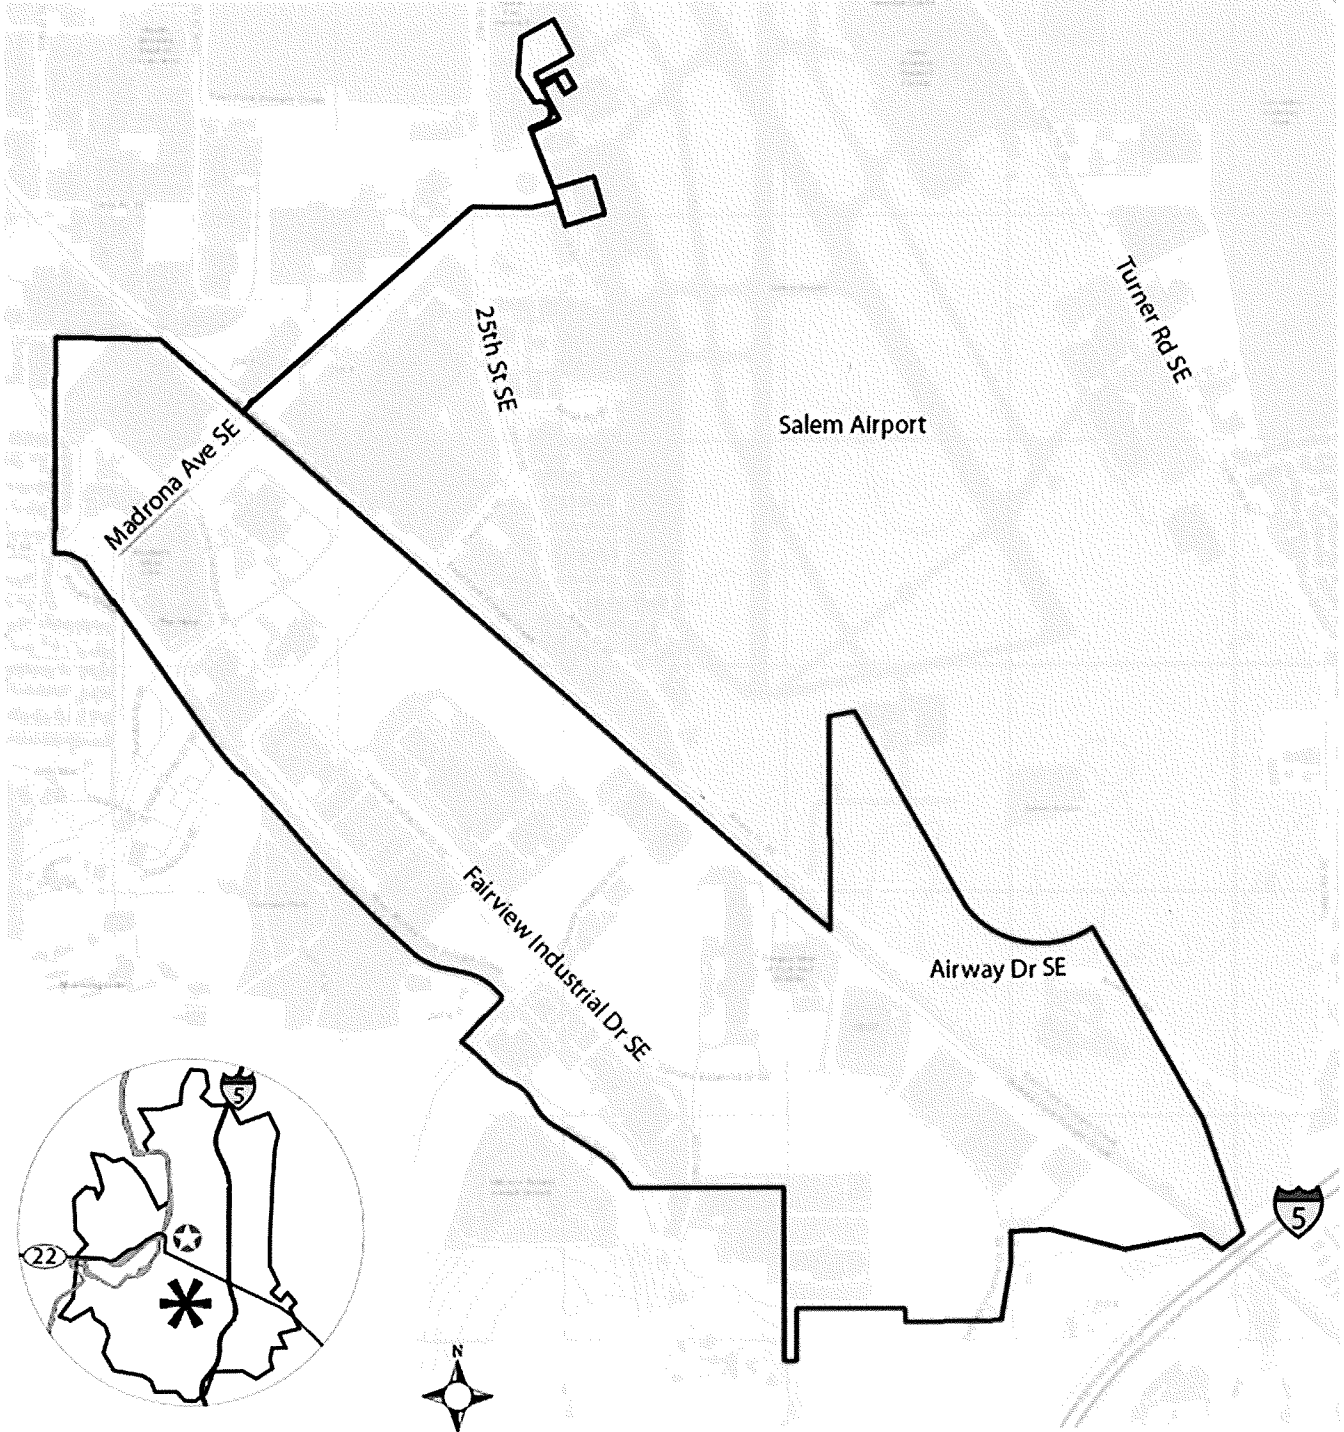 Turner Rd SE
25th St SE
Salem Airport
Madrona Ave SE
Fairview Industrial Dr SE
Airway Dr SE
5
5
22
N